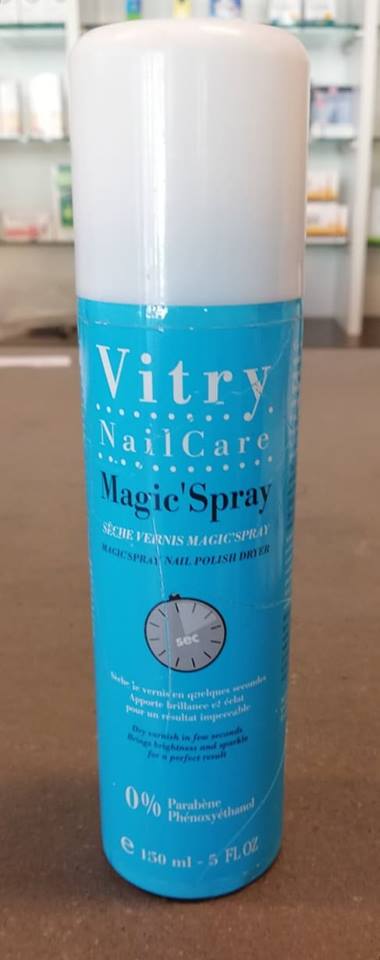 Vitry
NailCare
Magic'Spray
SÈCHE VERNIS MAGIC'SPRAY
MAGIC'SPRAY NAIL POLISH DRYER
sec
Sèche le vernis en quelques secondes
Apporte brillance et éclat
pour un résultat impeccable
Dry varnish in few seconds
Brings brightness and sparkle
for a perfect result
0% Parabène
Phénoxyéthanol
e 150 ml - 5 FL OZ